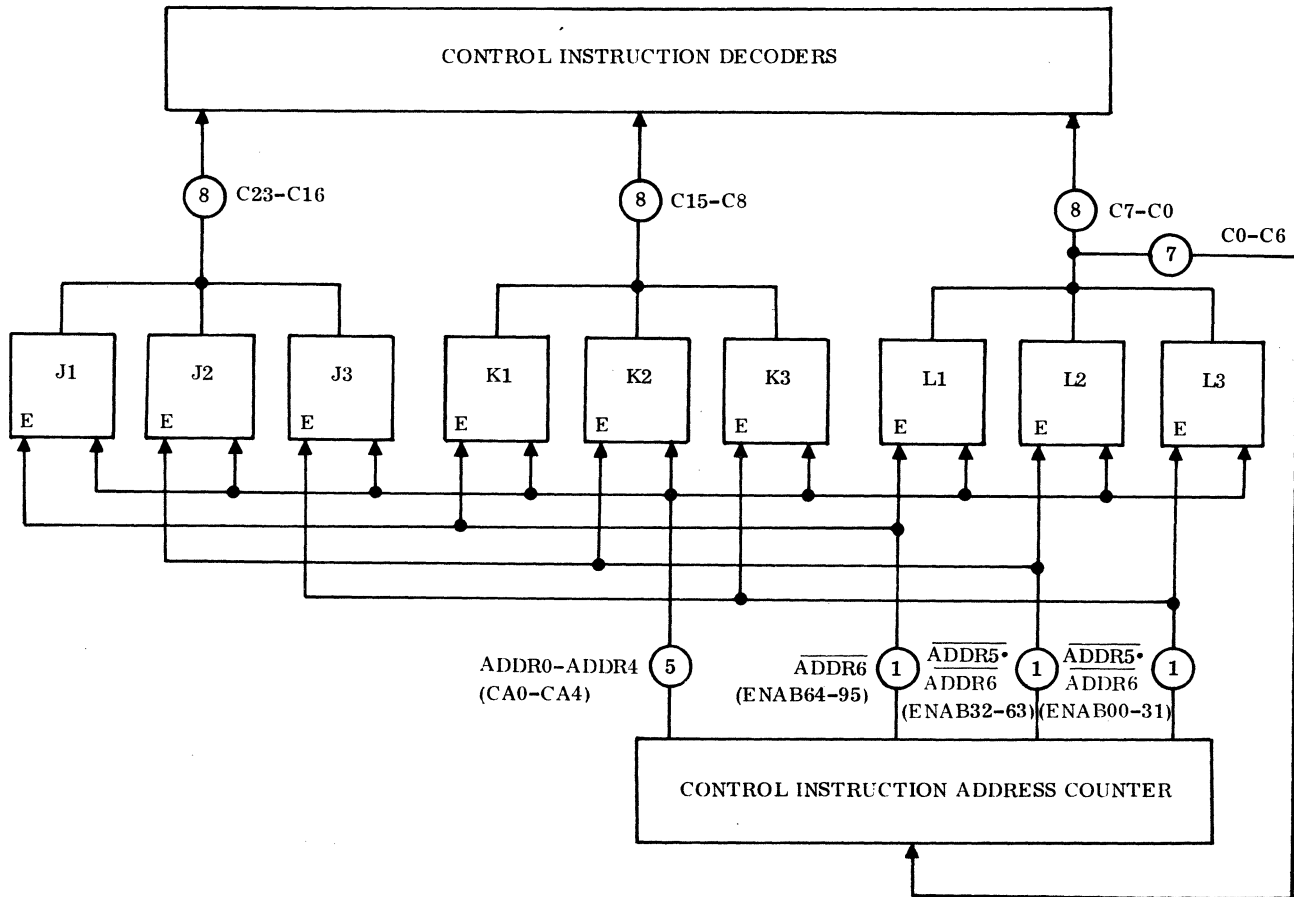 CONTROL INSTRUCTION DECODERS
8 C23-C16
8 C15-C8
8 C7-C0
7 C0-C6
J1
E
J2
E
J3
E
K1
E
K2
E
K3
E
L1
E
L2
E
L3
E
ADDR0-ADDR4 5
(CA0-CA4)
ADDR6 1
(ENAB64-95)
ADDR5• 1
ADDR6
(ENAB32-63)
ADDR5• 1
ADDR6
(ENAB00-31)
CONTROL INSTRUCTION ADDRESS COUNTER